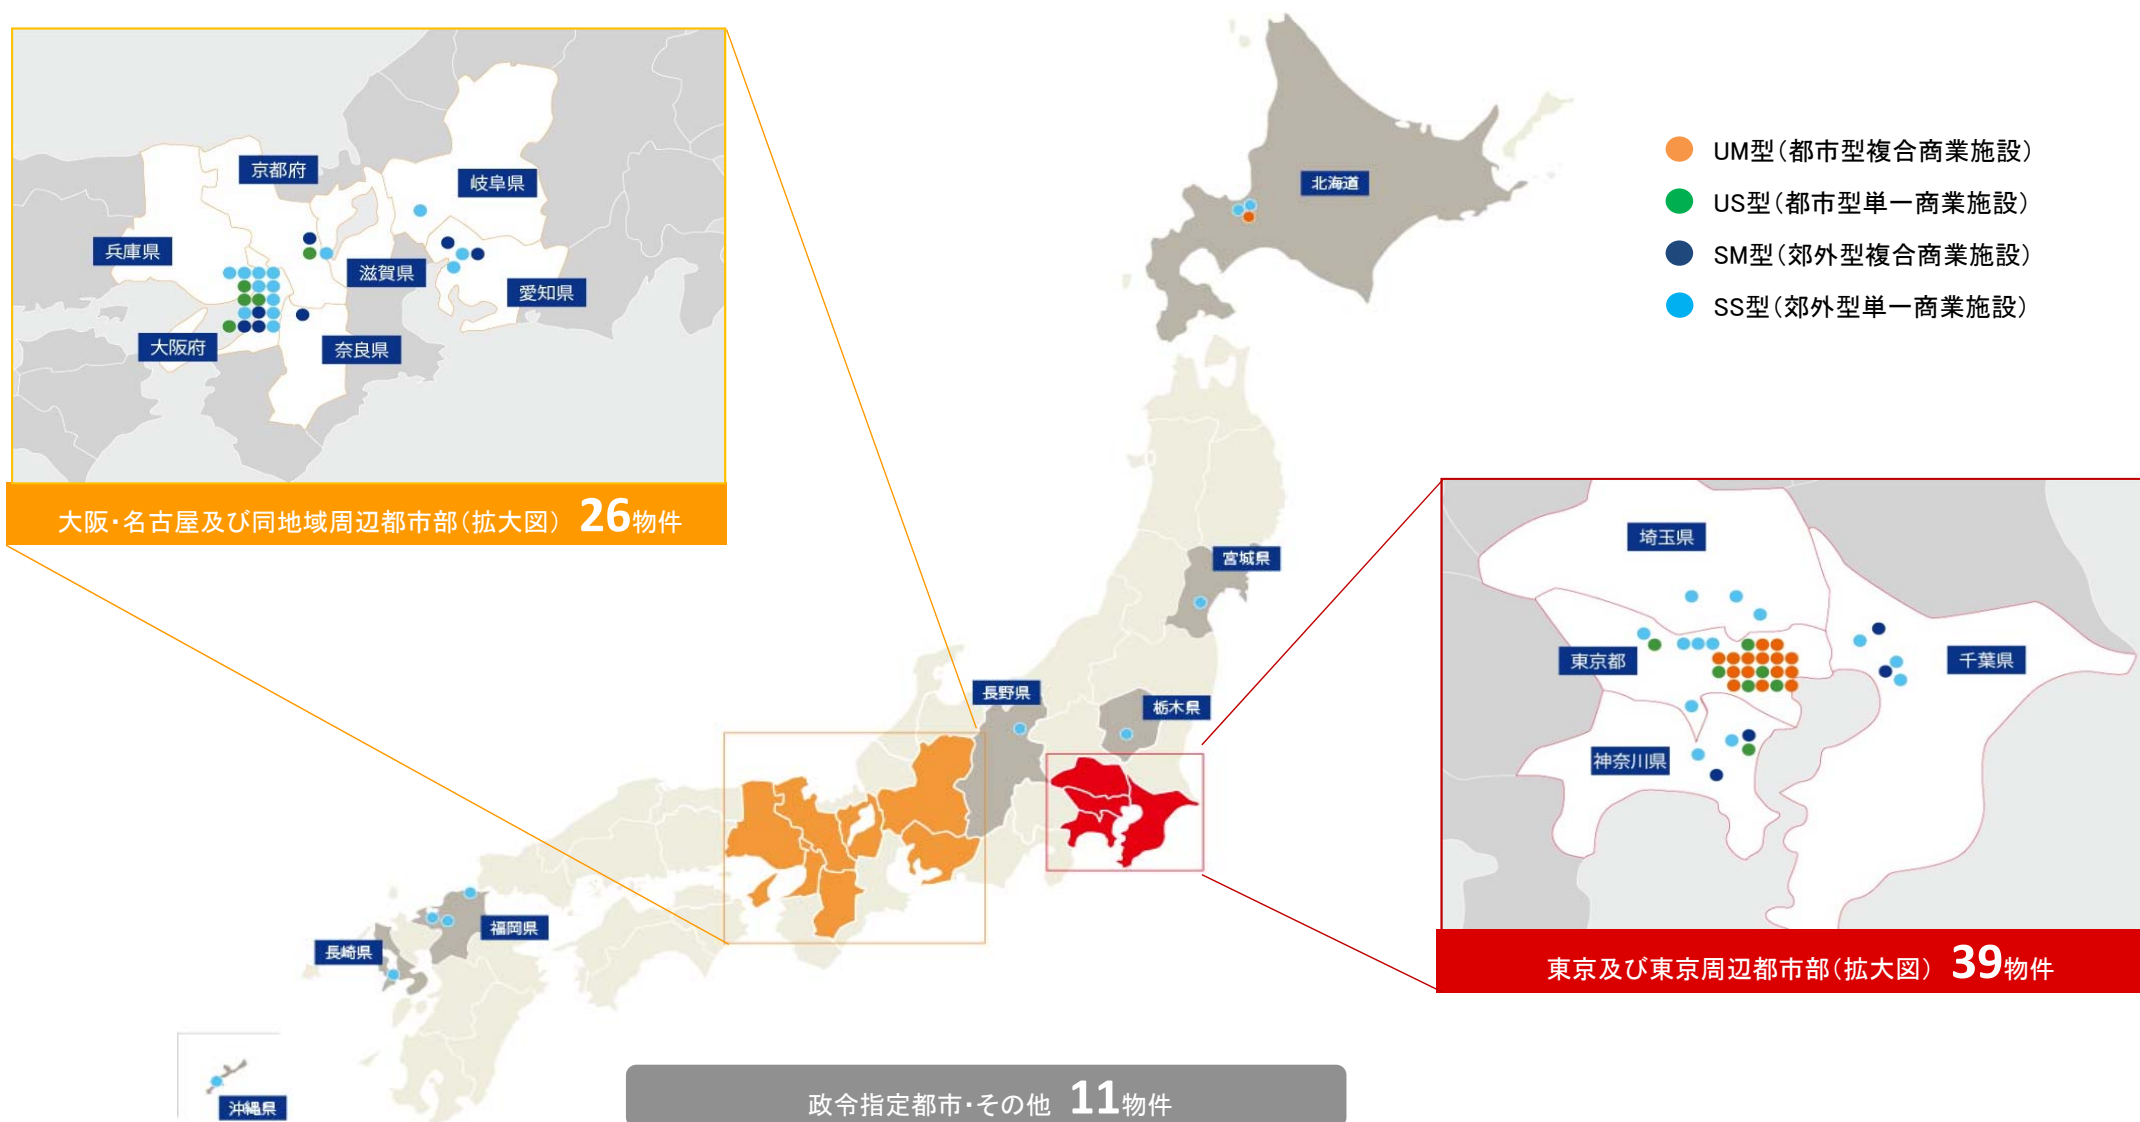 京都府
岐阜県
兵庫県
滋賀県
愛知県
大阪府
奈良県
大阪・名古屋及び同地域周辺都市部（拡大図） 26物件
北海道
UM型（都市型複合商業施設）
US型（都市型単一商業施設）
SM型（郊外型複合商業施設）
SS型（郊外型単一商業施設）
宮城県
長野県
栃木県
福岡県
長崎県
沖縄県
埼玉県
東京都
千葉県
神奈川県
東京及び東京周辺都市部（拡大図） 39物件
政令指定都市・その他 11物件